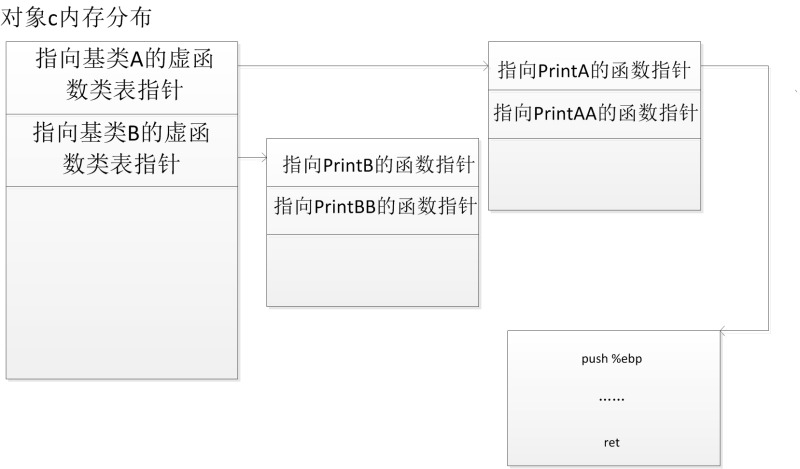 对象c内存分布
指向基类A的虚函
数类表指针
指向基类B的虚函
数类表指针
指向PrintA的函数指针
指向PrintAA的函数指针
指向PrintB的函数指针
指向PrintBB的函数指针
push %ebp
......
ret